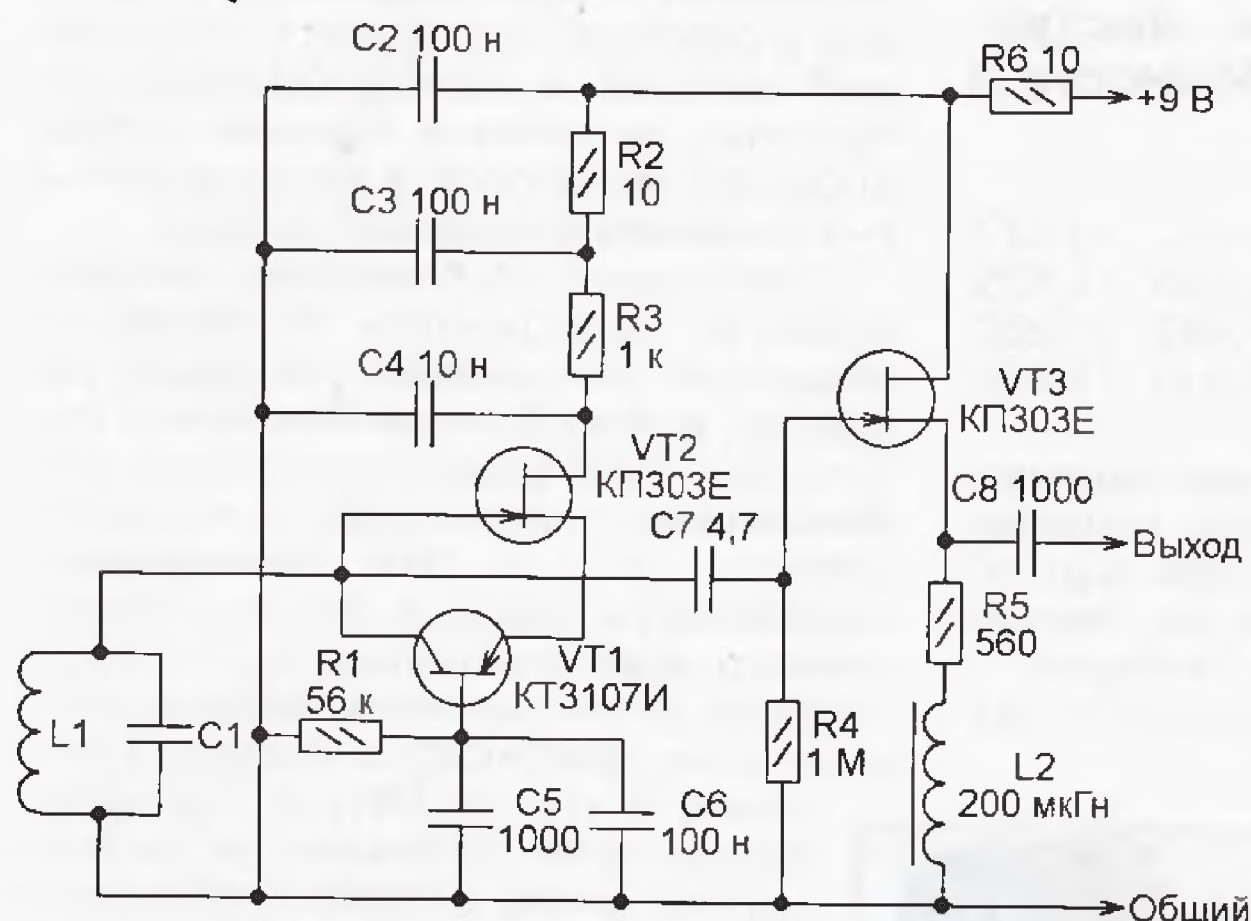 C2 100 н
R6 10
+9 В
R2
10
C3 100 н
R3
1 к
C4 10 н
VT3
КП303Е
VT2
КП303Е
C8 1000
C7 4,7
Выход
R5
560
R1
56 к
VT1
КТ3107И
L1
C1
R4
1 М
L2
200 мкГн
C5
1000
C6
100 н
Общий